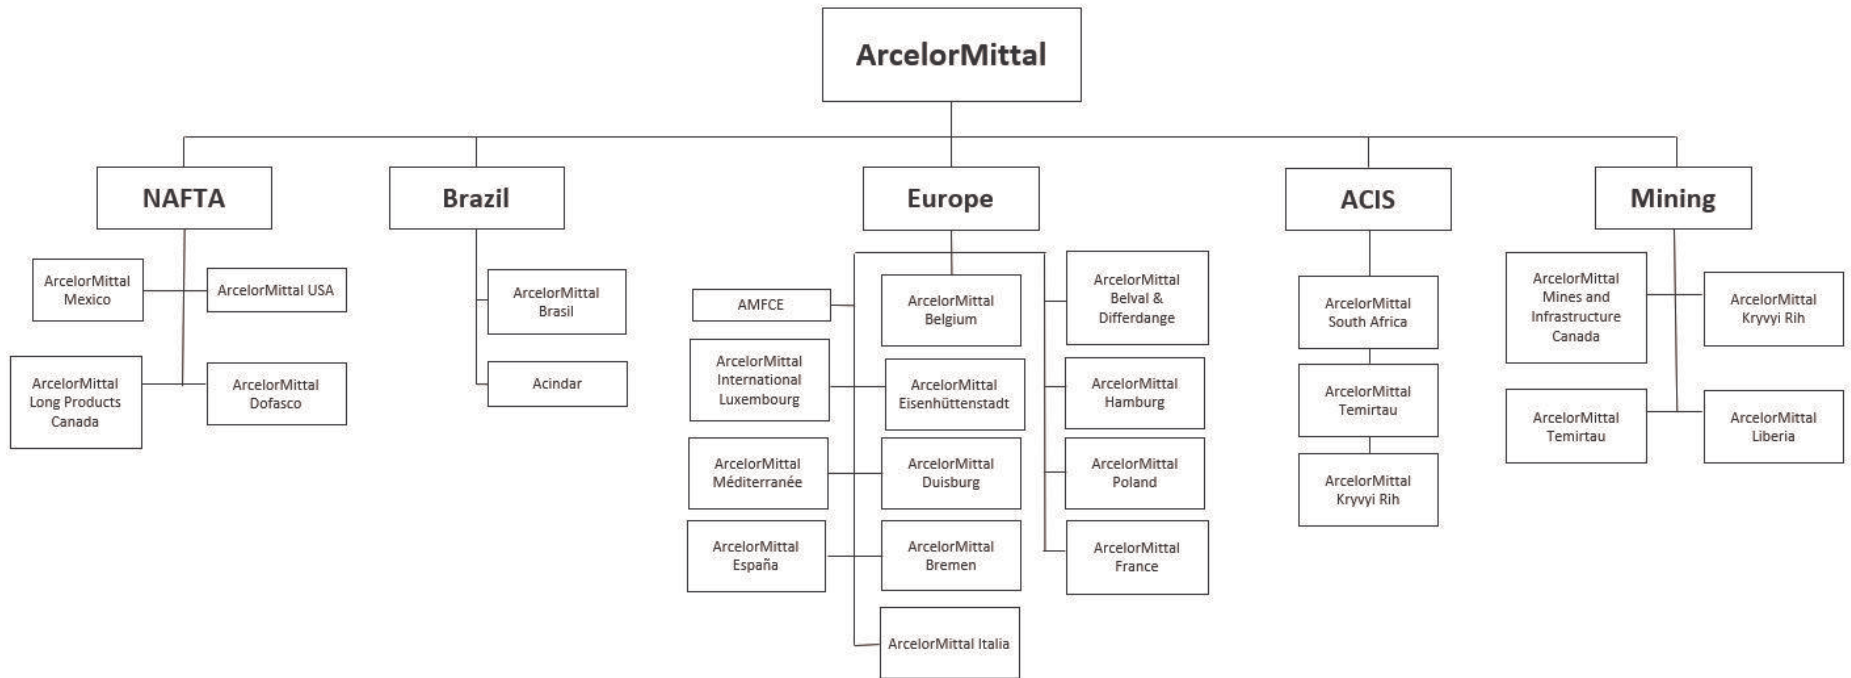 ArcelorMittal
NAFTA
Brazil
Europe
ACIS
Mining
ArcelorMittal
Mexico
ArcelorMittal USA
ArcelorMittal
Long Products
Canada
ArcelorMittal
Dofasco
ArcelorMittal
Brasil
Acindar
AMFCE
ArcelorMittal
Belgium
ArcelorMittal
Belval &
Differdange
ArcelorMittal
International
Luxembourg
ArcelorMittal
Eisenhüttenstadt
ArcelorMittal
Hamburg
ArcelorMittal
Méditerranée
ArcelorMittal
Duisburg
ArcelorMittal
Poland
ArcelorMittal
España
ArcelorMittal
Bremen
ArcelorMittal
France
ArcelorMittal Italia
ArcelorMittal
South Africa
ArcelorMittal
Temirtau
ArcelorMittal
Kryvyi Rih
ArcelorMittal
Mines and
Infrastructure
Canada
ArcelorMittal
Kryvyi Rih
ArcelorMittal
Temirtau
ArcelorMittal
Liberia